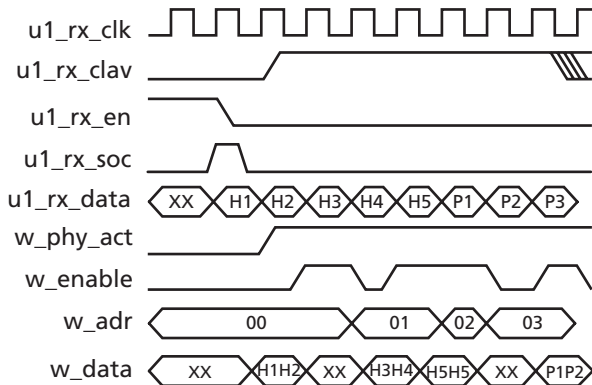 u1_rx_clk
u1_rx_clav
u1_rx_en
u1_rx_soc
u1_rx_data XX H1 H2 H3 H4 H5 P1 P2 P3
w_phy_act
w_enable
w_adr 00 01 02 03
w_data XX H1H2 XX H3H4 H5H5 XX P1P2